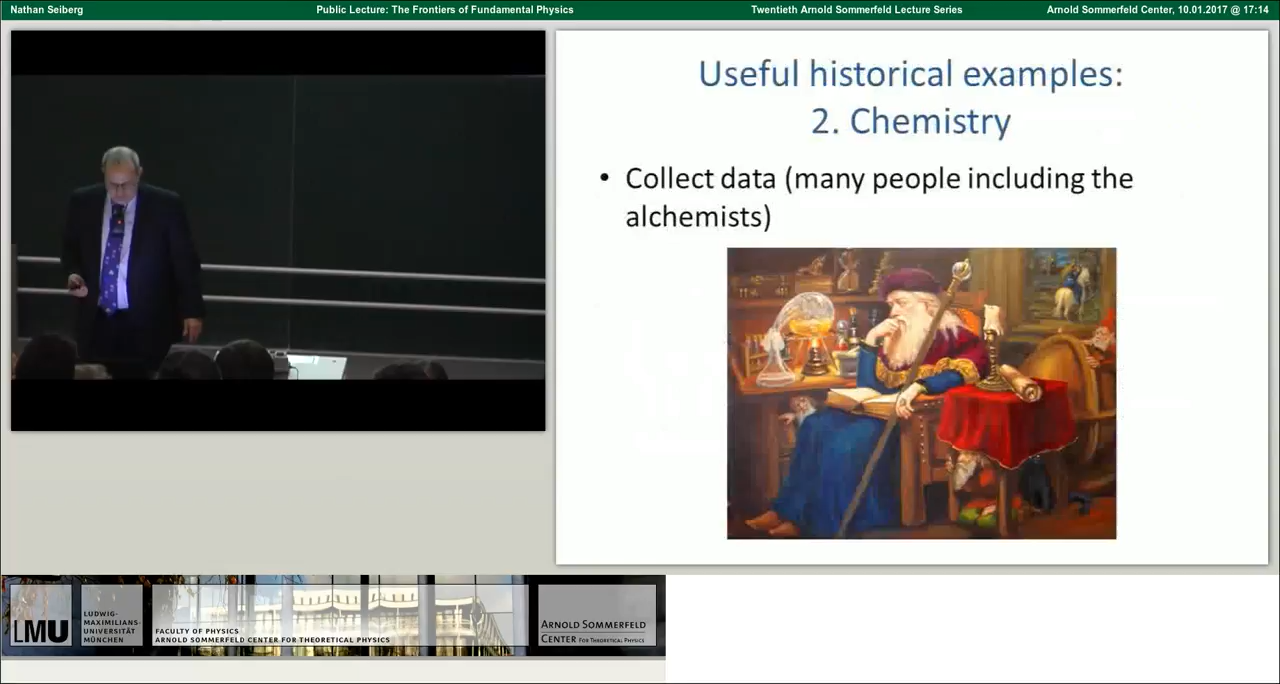 Nathan Seiberg
Public Lecture: The Frontiers of Fundamental Physics
Twentieth Arnold Sommerfeld Lecture Series
Arnold Sommerfeld Center, 10.01.2017 @ 17:14
Useful historical examples:
2. Chemistry
• Collect data (many people including the
alchemists)
LMU
LUDWIG-
MAXIMILIANS-
UNIVERSITÄT
MÜNCHEN
FACULTY OF PHYSICS
ARNOLD SOMMERFELD CENTER FOR THEORETICAL PHYSICS
ARNOLD SOMMERFELD
CENTER FOR THEORETICAL PHYSICS